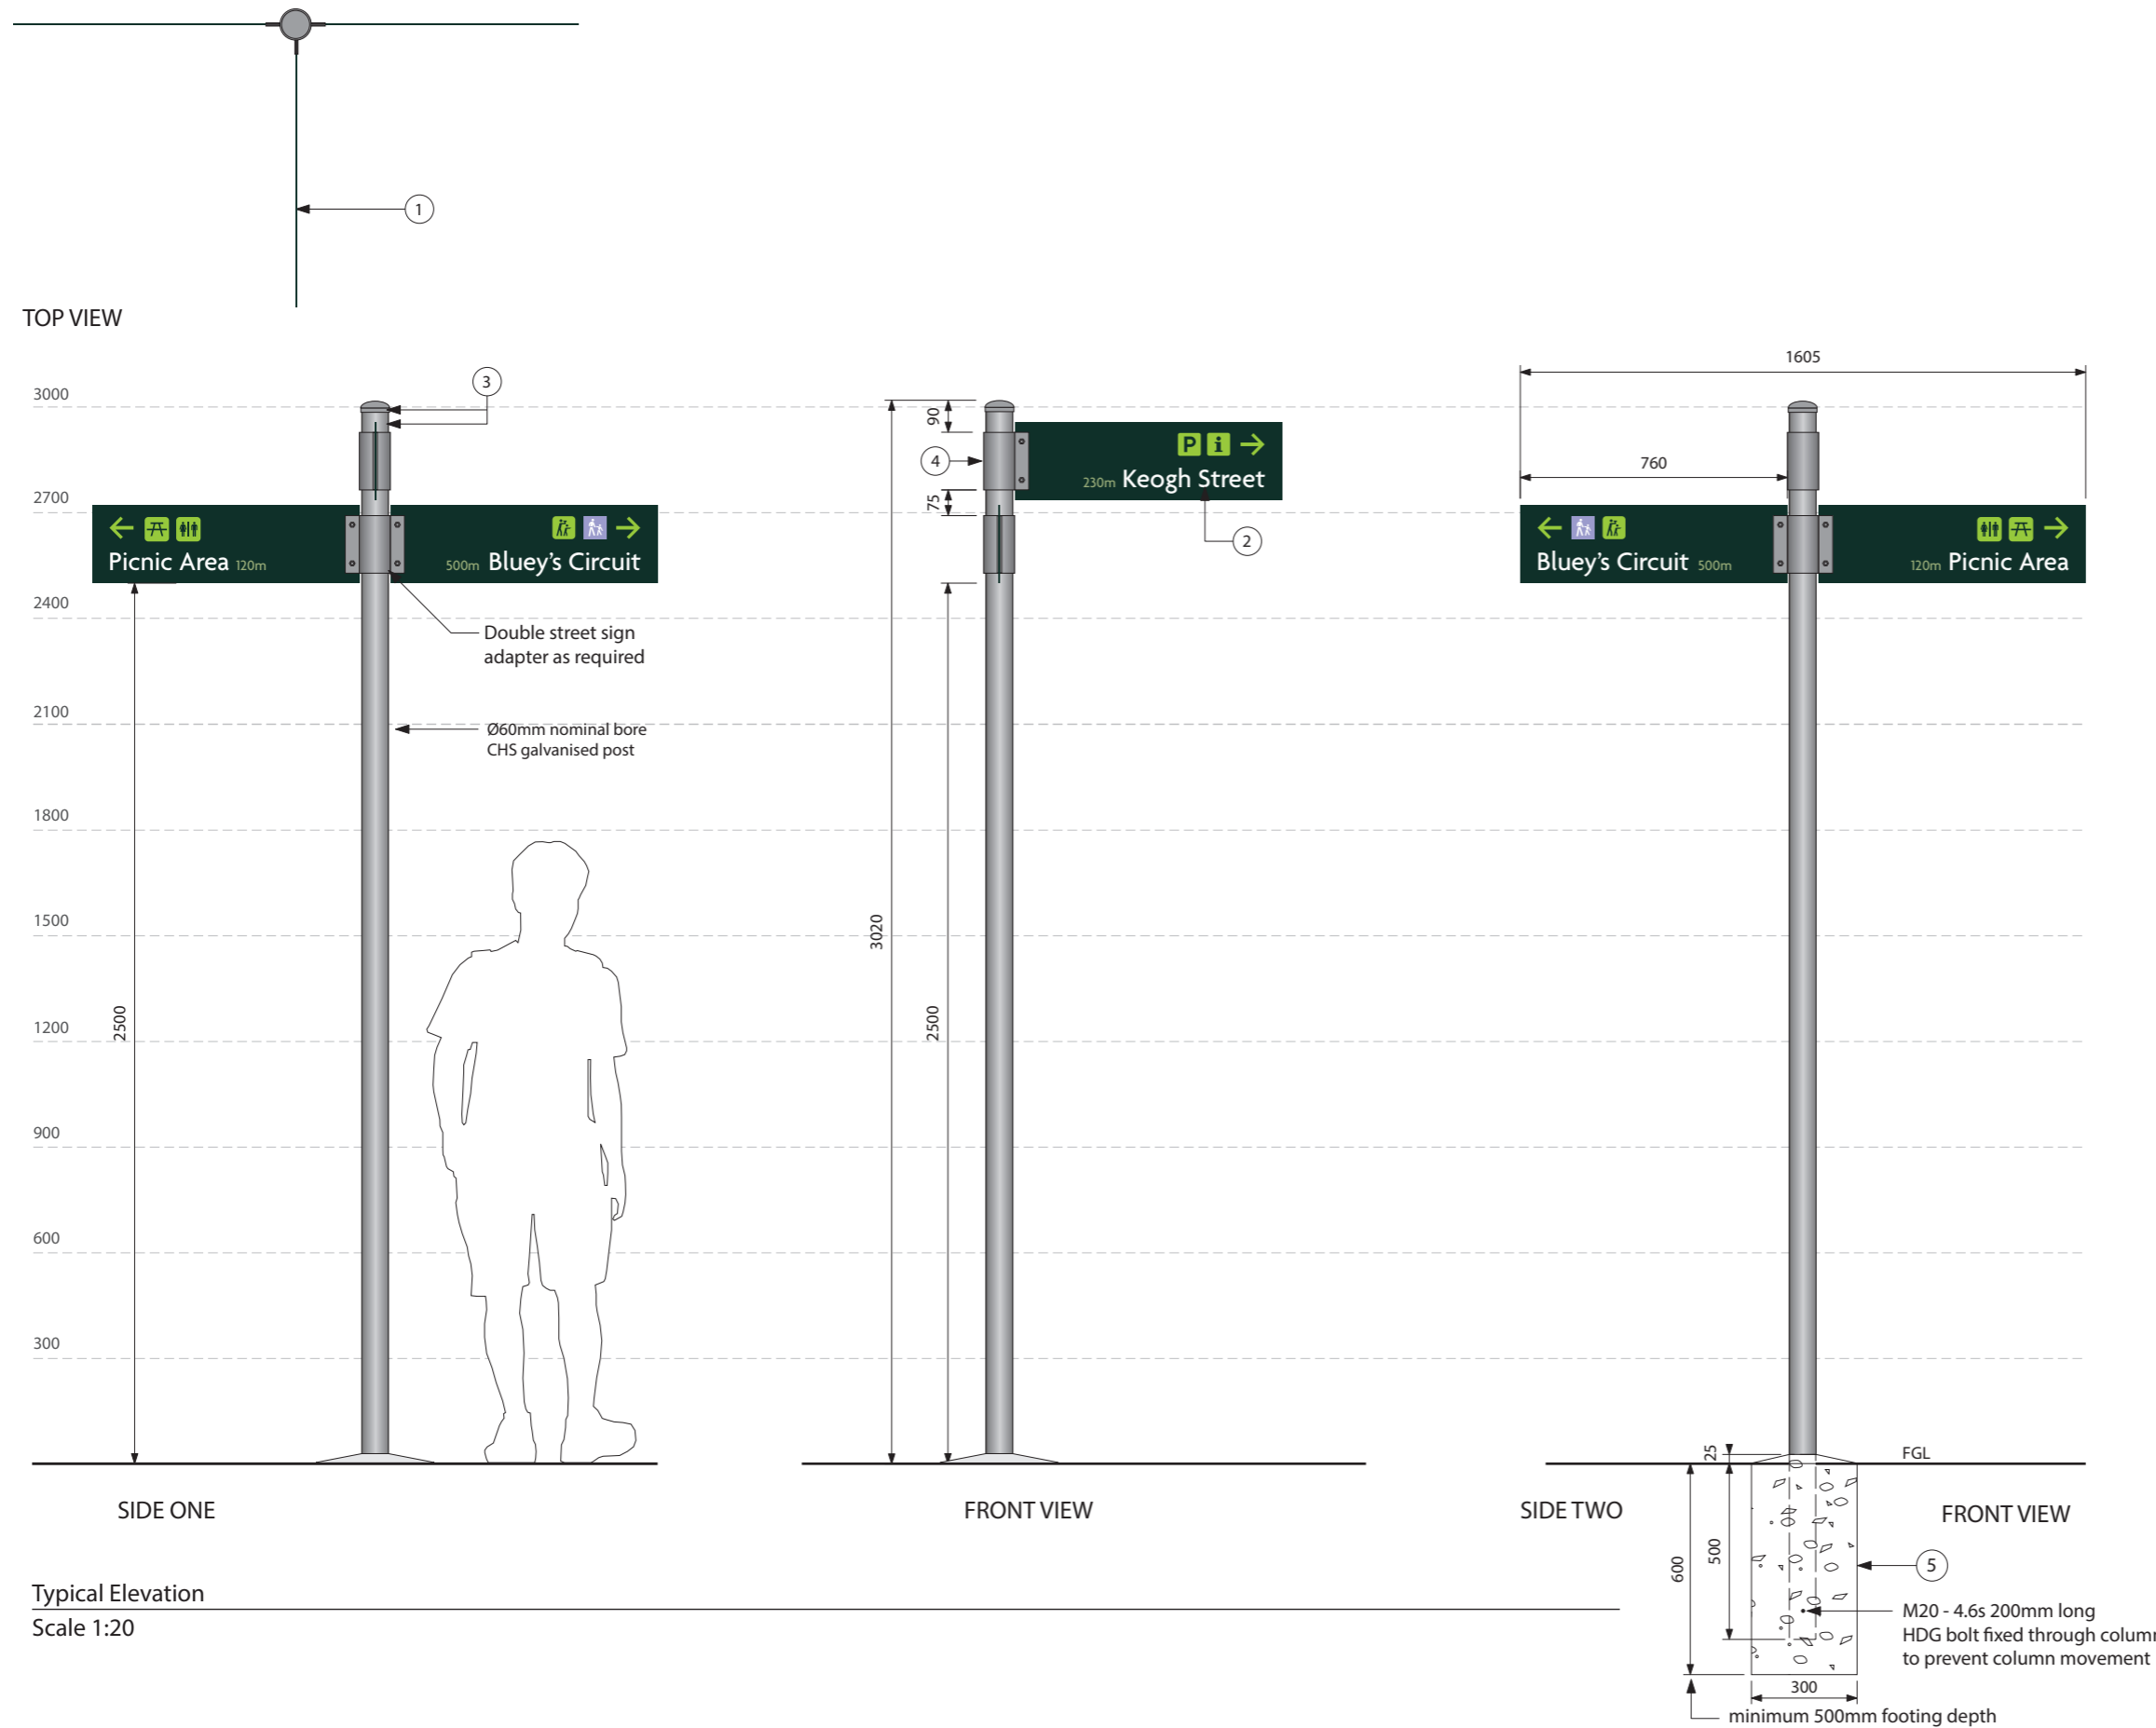 1
TOP VIEW
3000
2700
2400
2100
1800
1500
1200
900
600
300
3
Picnic Area 120m
500m Bluey's Circuit
Double street sign
adapter as required
Ø60mm nominal bore
CHS galvanised post
2500
SIDE ONE
90
4
75
P i
230m Keogh Street
2
3020
2500
FRONT VIEW
1605
760
Bluey's Circuit 500m
120m Picnic Area
25
FGL
SIDE TWO
FRONT VIEW
600
500
5
M20 - 4.6s 200mm long
HDG bolt fixed through column
to prevent column movement
300
minimum 500mm footing depth
Typical Elevation
Scale 1:20